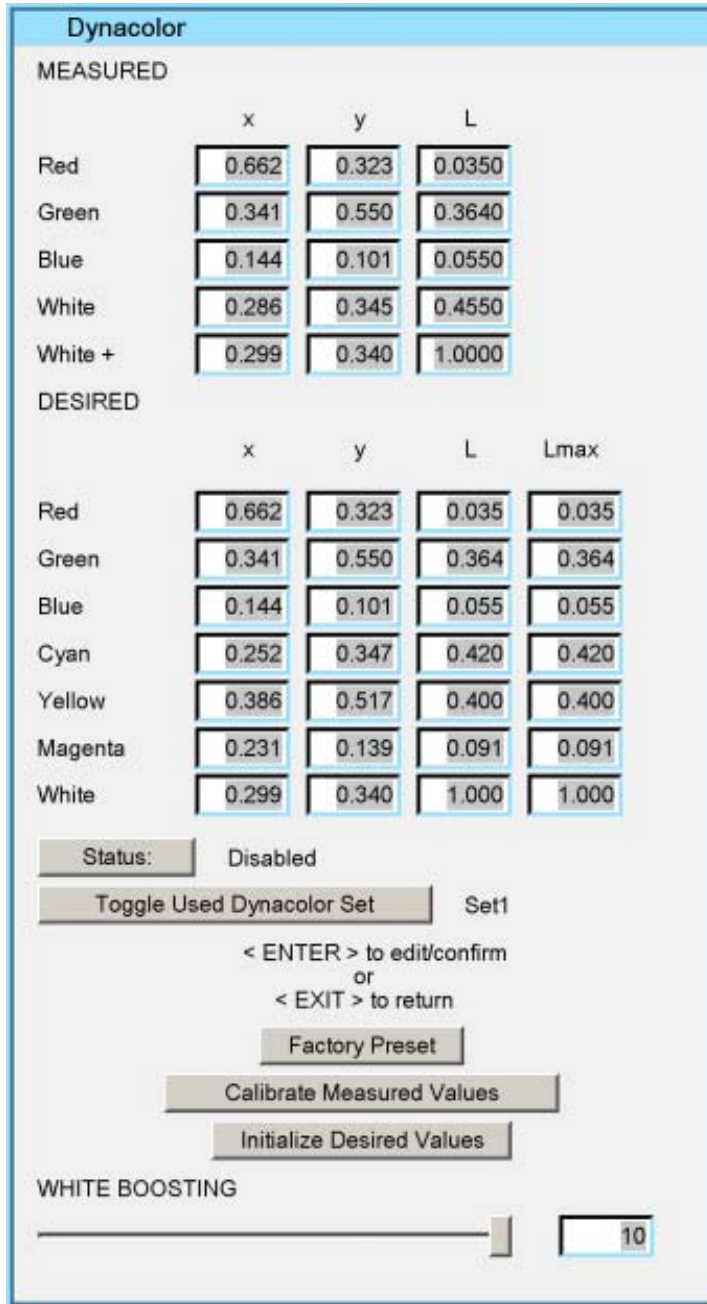 Dynacolor
MEASURED
x y L
Red 0.662 0.323 0.0350
Green 0.341 0.550 0.3640
Blue 0.144 0.101 0.0550
White 0.286 0.345 0.4550
White + 0.299 0.340 1.0000
DESIRED
x y L Lmax
Red 0.662 0.323 0.035 0.035
Green 0.341 0.550 0.364 0.364
Blue 0.144 0.101 0.055 0.055
Cyan 0.252 0.347 0.420 0.420
Yellow 0.386 0.517 0.400 0.400
Magenta 0.231 0.139 0.091 0.091
White 0.299 0.340 1.000 1.000
Status: Disabled
Toggle Used Dynacolor Set Set1
< ENTER > to edit/confirm
or
< EXIT > to return
Factory Preset
Calibrate Measured Values
Initialize Desired Values
WHITE BOOSTING
10